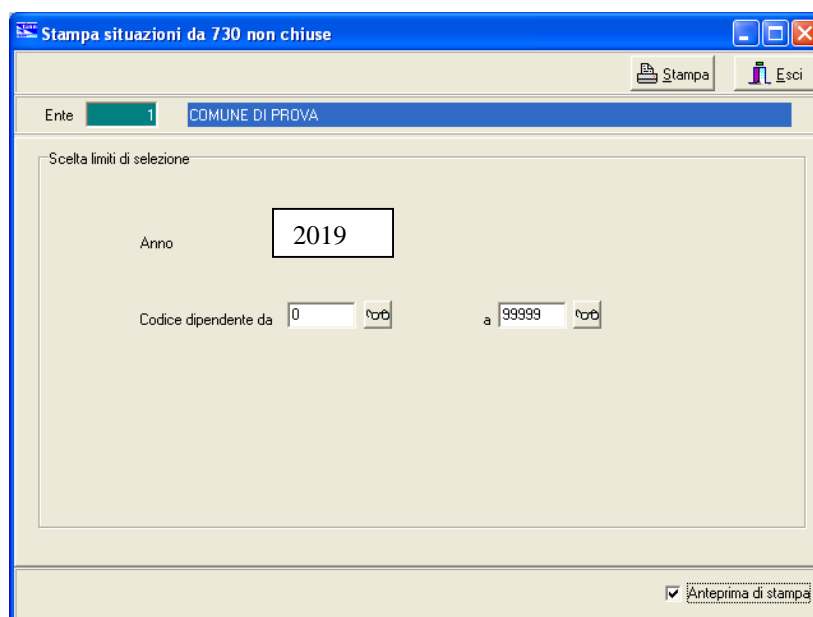 Stampa situazioni da 730 non chiuse
Stampa Esci
Ente 1 COMUNE DI PROVA
Scelta limiti di selezione
Anno 2019
Codice dipendente da 0 a 99999
Anteprima di stampa